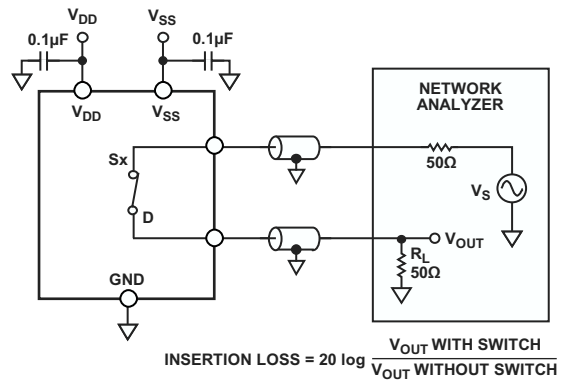 VDD VSS
0.1µF 0.1µF
VDD VSS
NETWORK
ANALYZER
Sx
50Ω
VS
D
VOUT
RL
50Ω
GND
INSERTION LOSS = 20 log VOUT WITH SWITCH
VOUT WITHOUT SWITCH